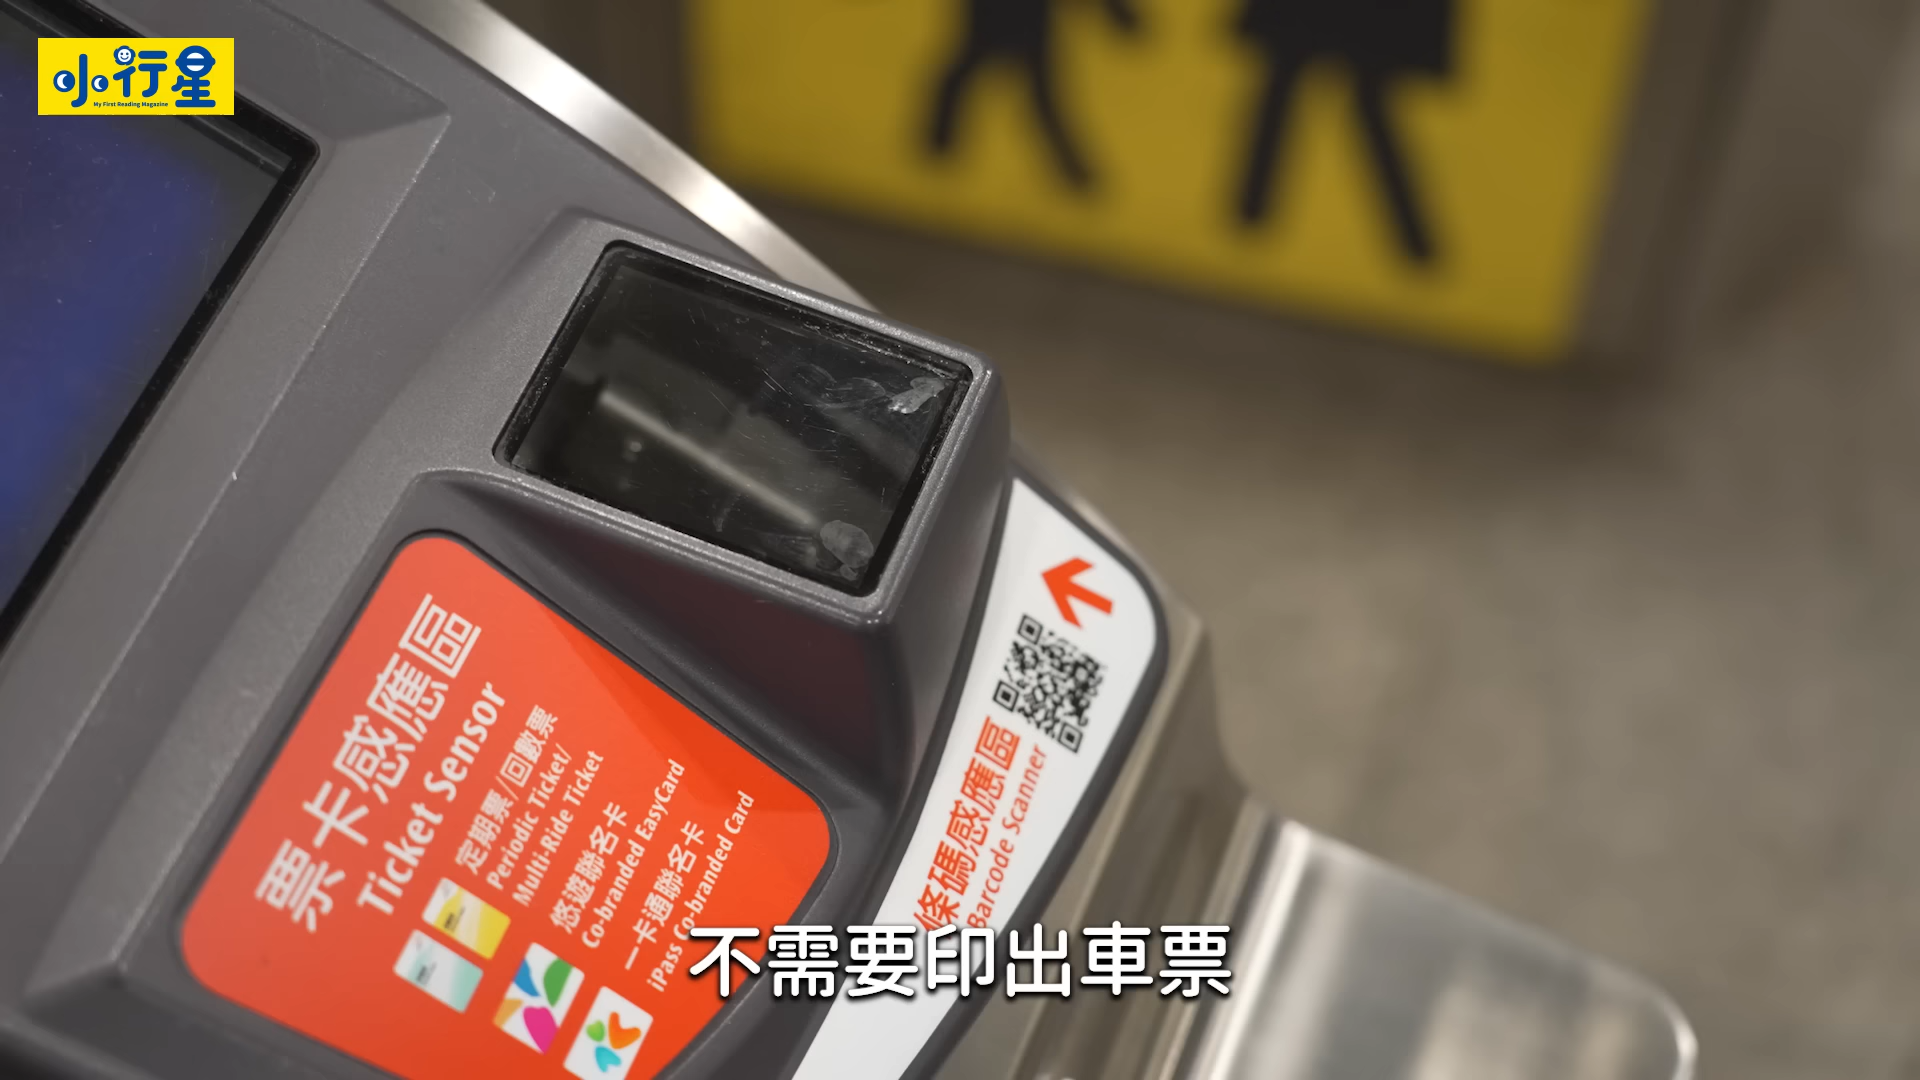 小行星
My First Reading Magazine
票卡感應區
Ticket Sensor
定期票/回數票
Periodic Ticket/
Multi-Ride Ticket
悠遊聯名卡
Co-branded EasyCard
一卡通聯名卡
iPass Co-branded Card
條碼感應區
Barcode Scanner
不需要印出車票